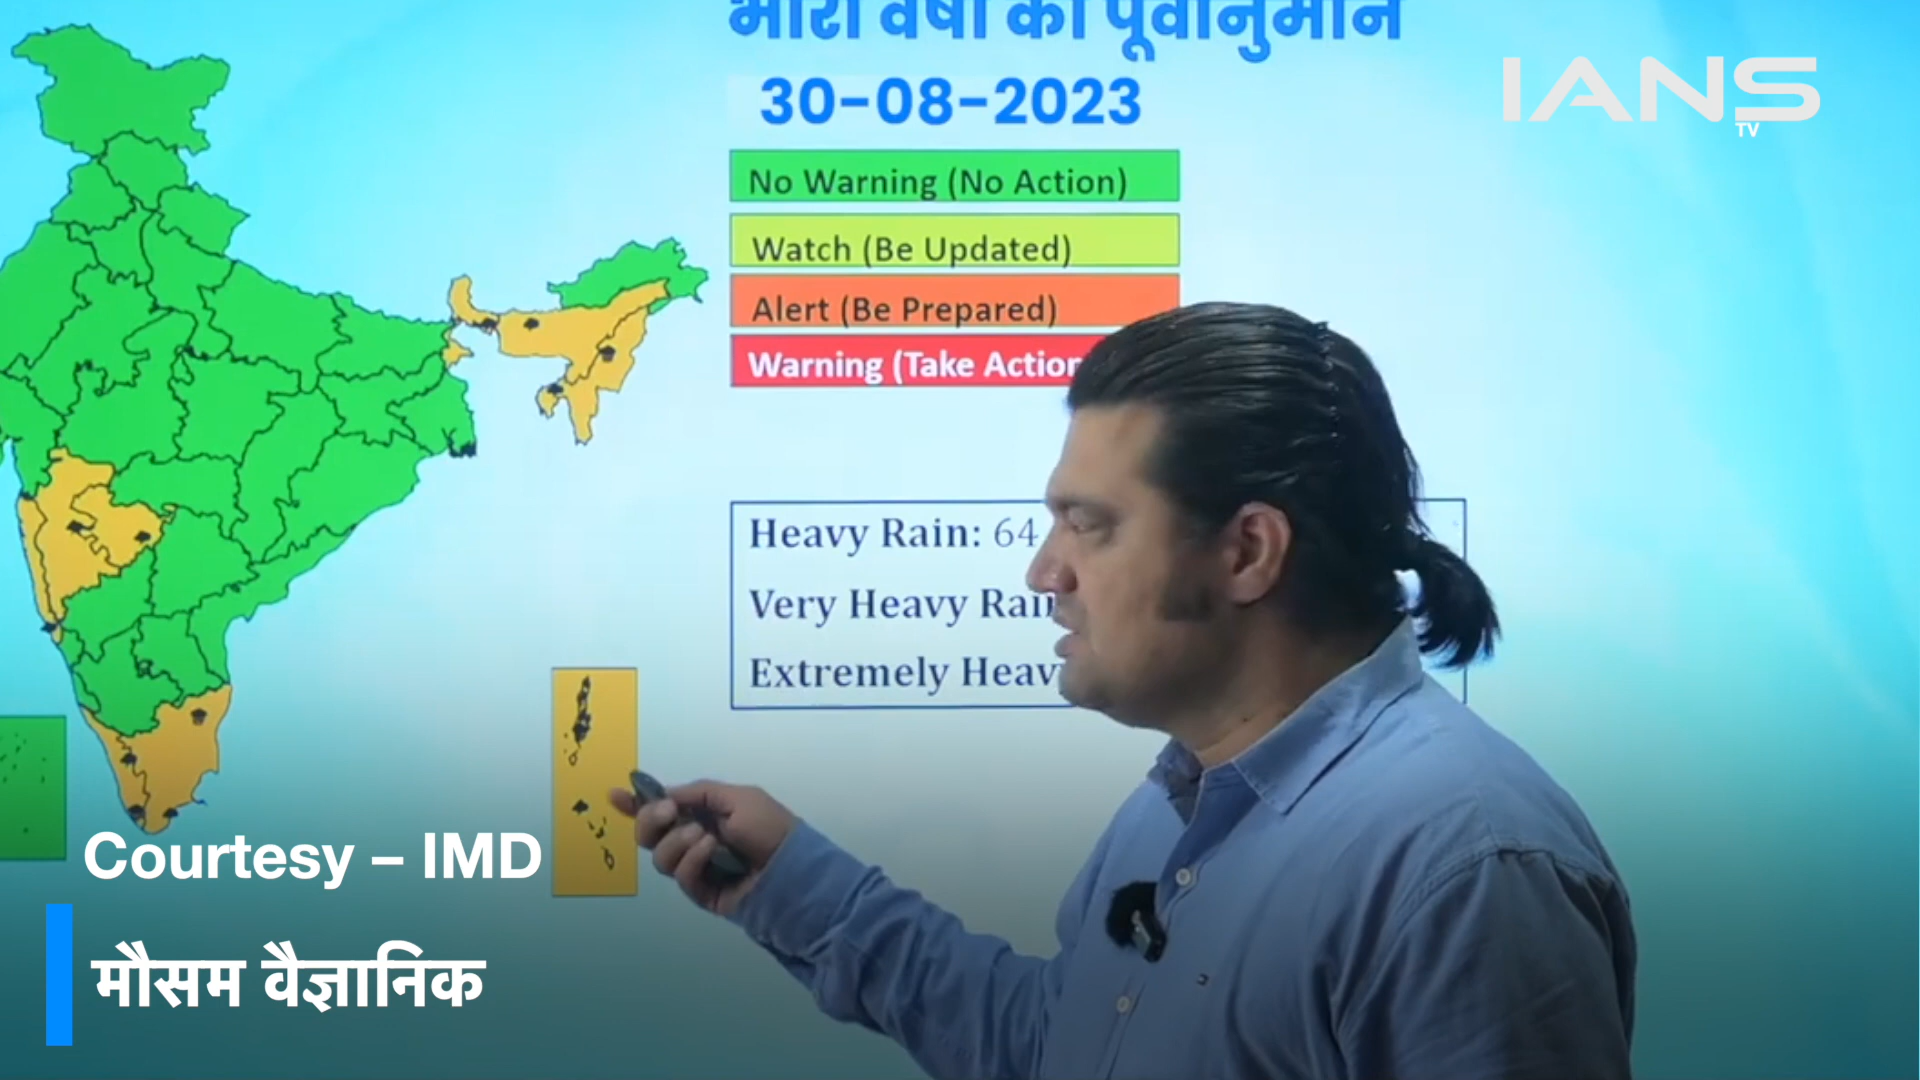 भारी वर्षा का पूर्वानुमान
30-08-2023
IANS
TV
No Warning (No Action)
Watch (Be Updated)
Alert (Be Prepared)
Warning (Take Action
Heavy Rain: 64
Very Heavy Rain
Extremely Heav
Courtesy – IMD
मौसम वैज्ञानिक